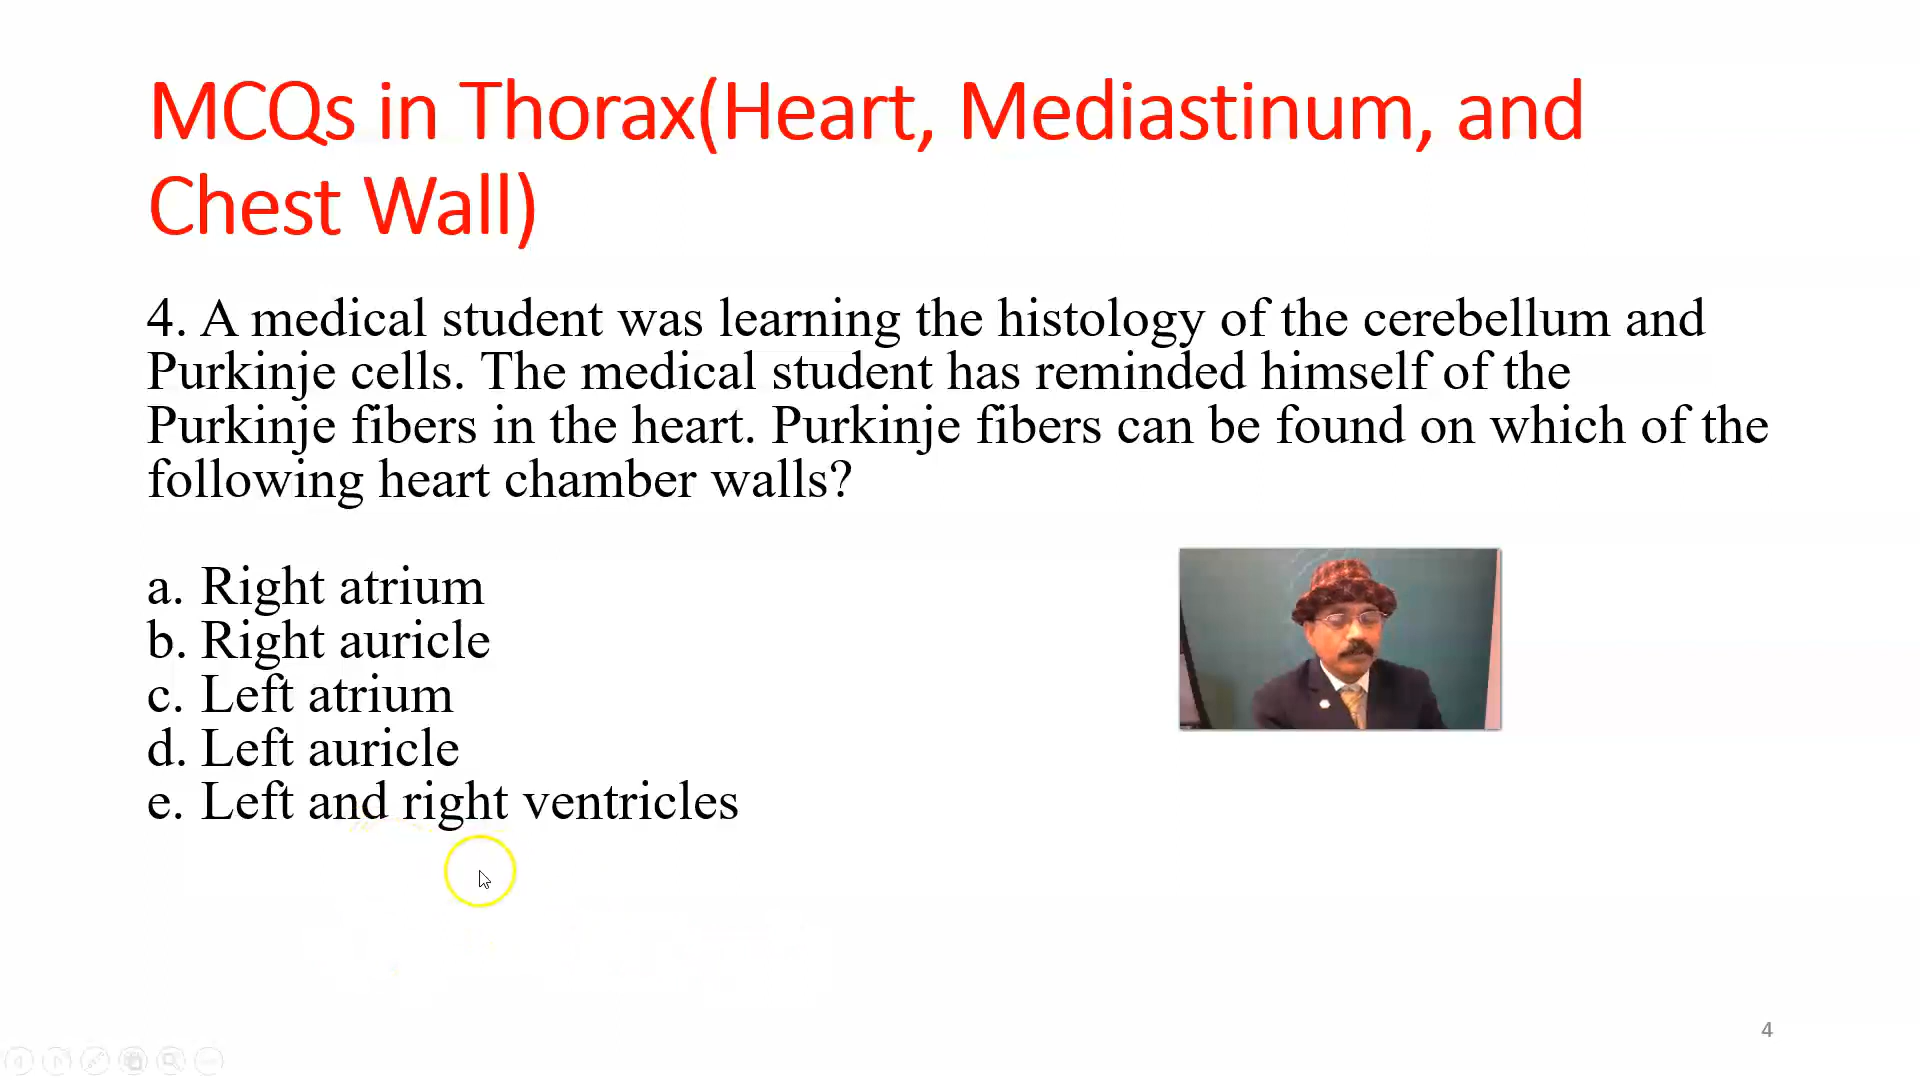 MCQs in Thorax(Heart, Mediastinum, and
Chest Wall)
4. A medical student was learning the histology of the cerebellum and
Purkinje cells. The medical student has reminded himself of the
Purkinje fibers in the heart. Purkinje fibers can be found on which of the
following heart chamber walls?
a. Right atrium
b. Right auricle
c. Left atrium
d. Left auricle
e. Left and right ventricles
4